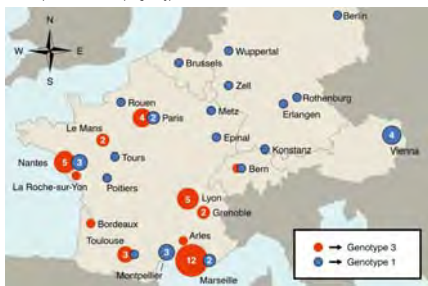 N
W E
S
Berlin
Wuppertal
Brussels
Zell
Rothenburg
Rouen
4 2 Paris
Metz
Erlangen
Le Mans
2
4
Vienna
Epinal
Konstanz
Nantes 5 3
Tours
Bern
La Roche-sur-Yon
Poitiers
5 Lyon
2 Grenoble
Bordeaux
Arles
Toulouse
3
3
12 2
Montpellier
Marseille
Genotype 3
Genotype 1